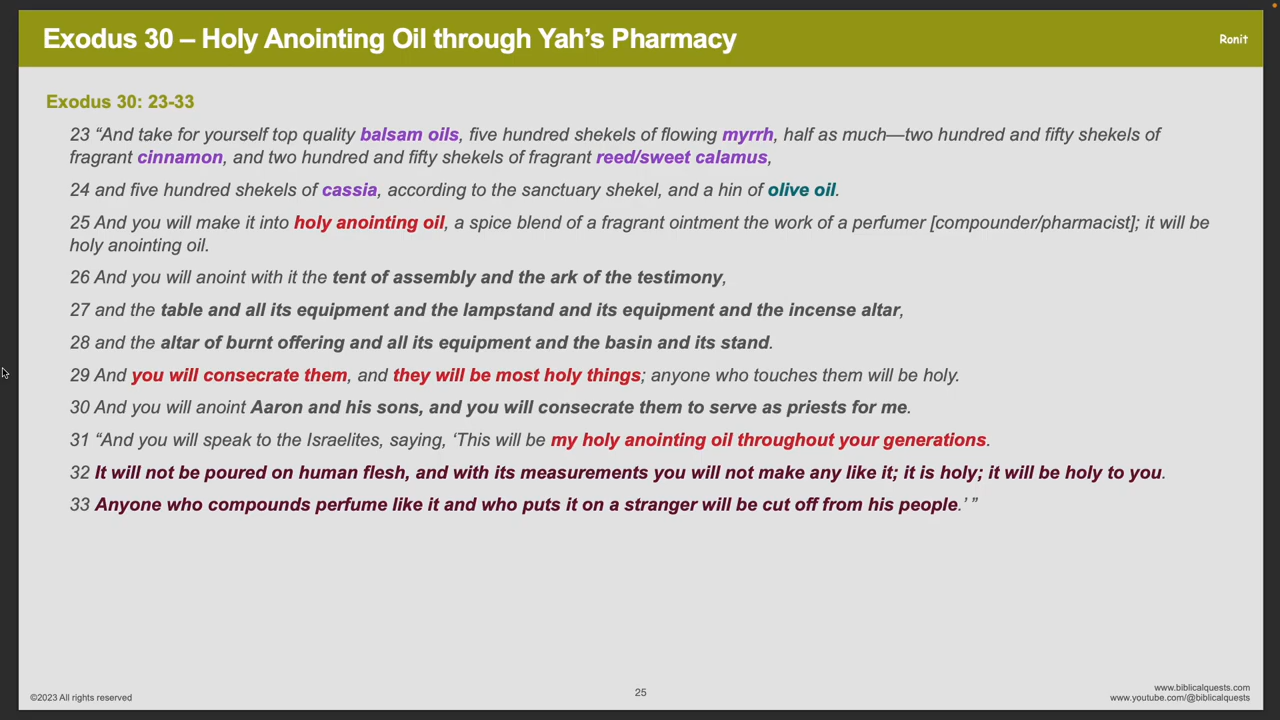 Exodus 30 – Holy Anointing Oil through Yah's Pharmacy
Ronit
Exodus 30: 23-33
23 “And take for yourself top quality balsam oils, five hundred shekels of flowing myrrh, half as much—two hundred and fifty shekels of
fragrant cinnamon, and two hundred and fifty shekels of fragrant reed/sweet calamus,
24 and five hundred shekels of cassia, according to the sanctuary shekel, and a hin of olive oil.
25 And you will make it into holy anointing oil, a spice blend of a fragrant ointment the work of a perfumer [compounder/pharmacist]; it will be
holy anointing oil.
26 And you will anoint with it the tent of assembly and the ark of the testimony,
27 and the table and all its equipment and the lampstand and its equipment and the incense altar,
28 and the altar of burnt offering and all its equipment and the basin and its stand.
29 And you will consecrate them, and they will be most holy things; anyone who touches them will be holy.
30 And you will anoint Aaron and his sons, and you will consecrate them to serve as priests for me.
31 “And you will speak to the Israelites, saying, ‘This will be my holy anointing oil throughout your generations.
32 It will not be poured on human flesh, and with its measurements you will not make any like it; it is holy; it will be holy to you.
33 Anyone who compounds perfume like it and who puts it on a stranger will be cut off from his people.’ ”
©2023 All rights reserved
25
www.biblicalquests.com
www.youtube.com/@biblicalquests